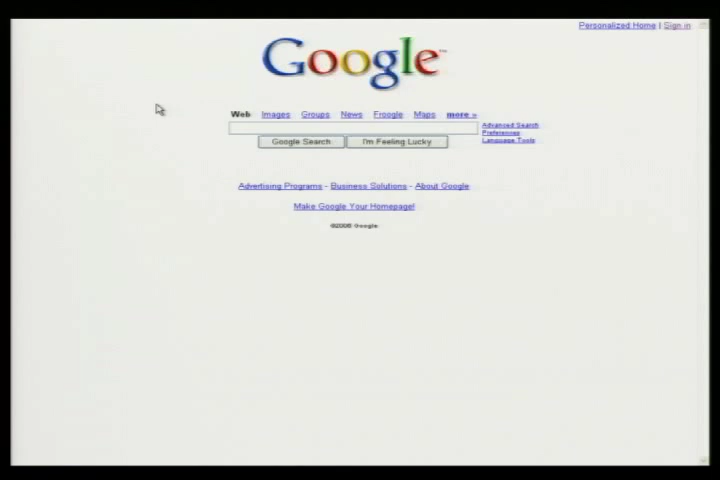 Personalized Home | Sign in
Google™
Web Images Groups News Froogle Maps more »
Advanced Search
Preferences
Language Tools
Google Search I'm Feeling Lucky
Advertising Programs - Business Solutions - About Google
Make Google Your Homepage!
©2006 Google